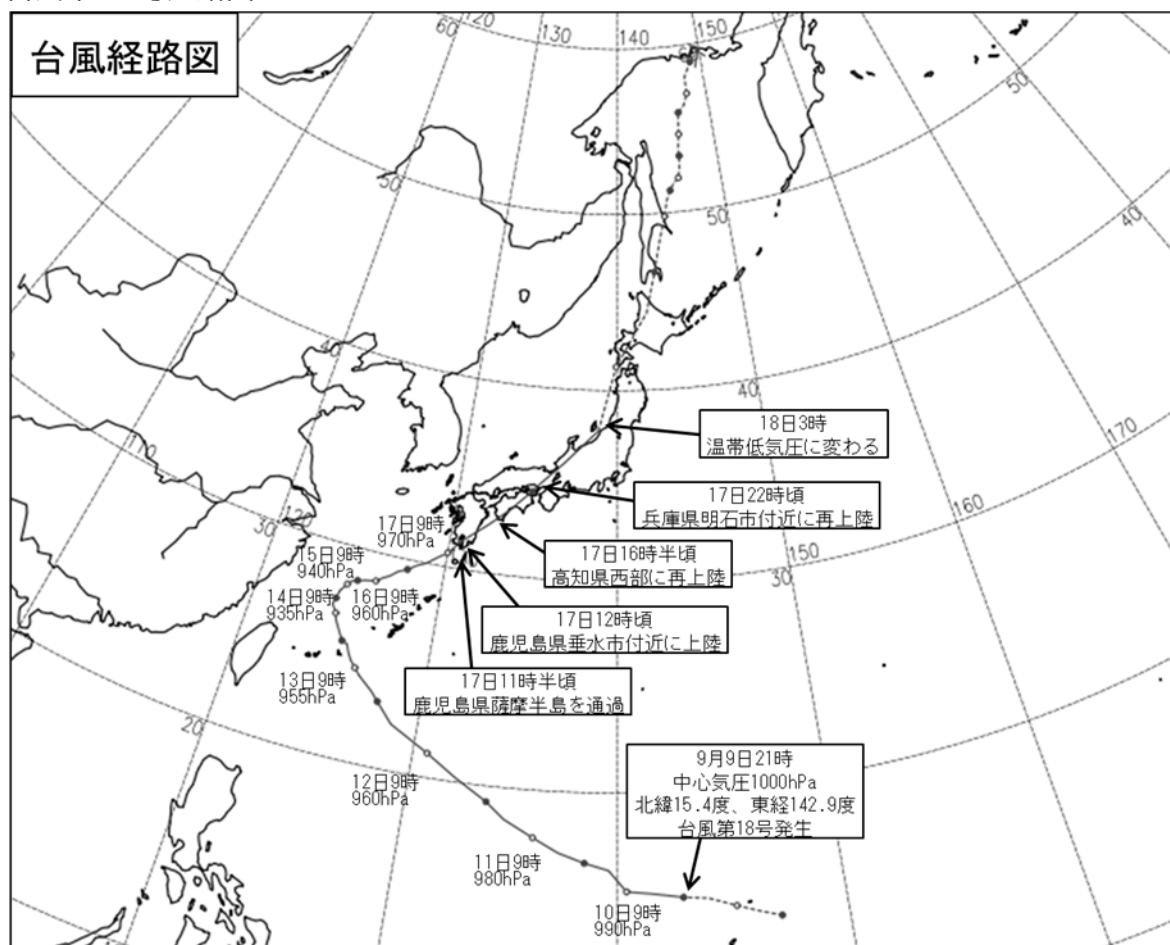 台風経路図
60
120
130
140
150
50
50
50
40
40
40
170
160
150
110
120
30
30
20
18日3時
温帯低気圧に変わる
17日22時頃
兵庫県明石市付近に再上陸
17日16時半頃
高知県西部に再上陸
17日12時頃
鹿児島県垂水市付近に上陸
17日11時半頃
鹿児島県薩摩半島を通過
17日9時
970hPa
15日9時
940hPa
14日9時
935hPa
16日9時
960hPa
13日9時
955hPa
12日9時
960hPa
11日9時
980hPa
10日9時
990hPa
9月9日21時
中心気圧1000hPa
北緯15.4度、東経142.9度
台風第18号発生